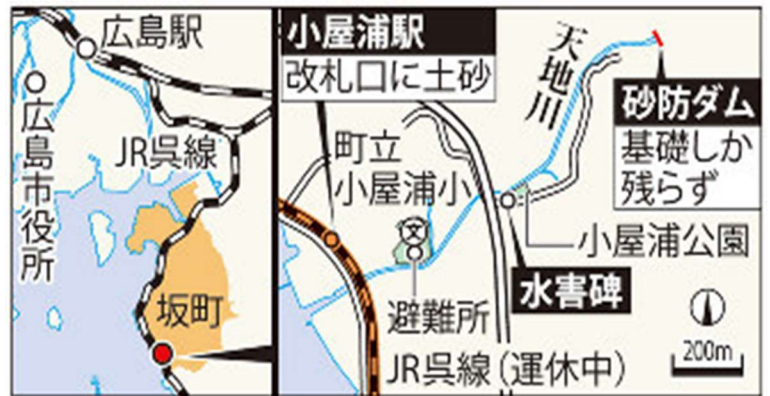 広島駅
広島市役所
JR呉線
坂町
小屋浦駅
改札口に土砂
天地川
砂防ダム
基礎しか
残らず
町立
小屋浦小
文
小屋浦公園
水害碑
避難所
JR呉線(運休中)
200m